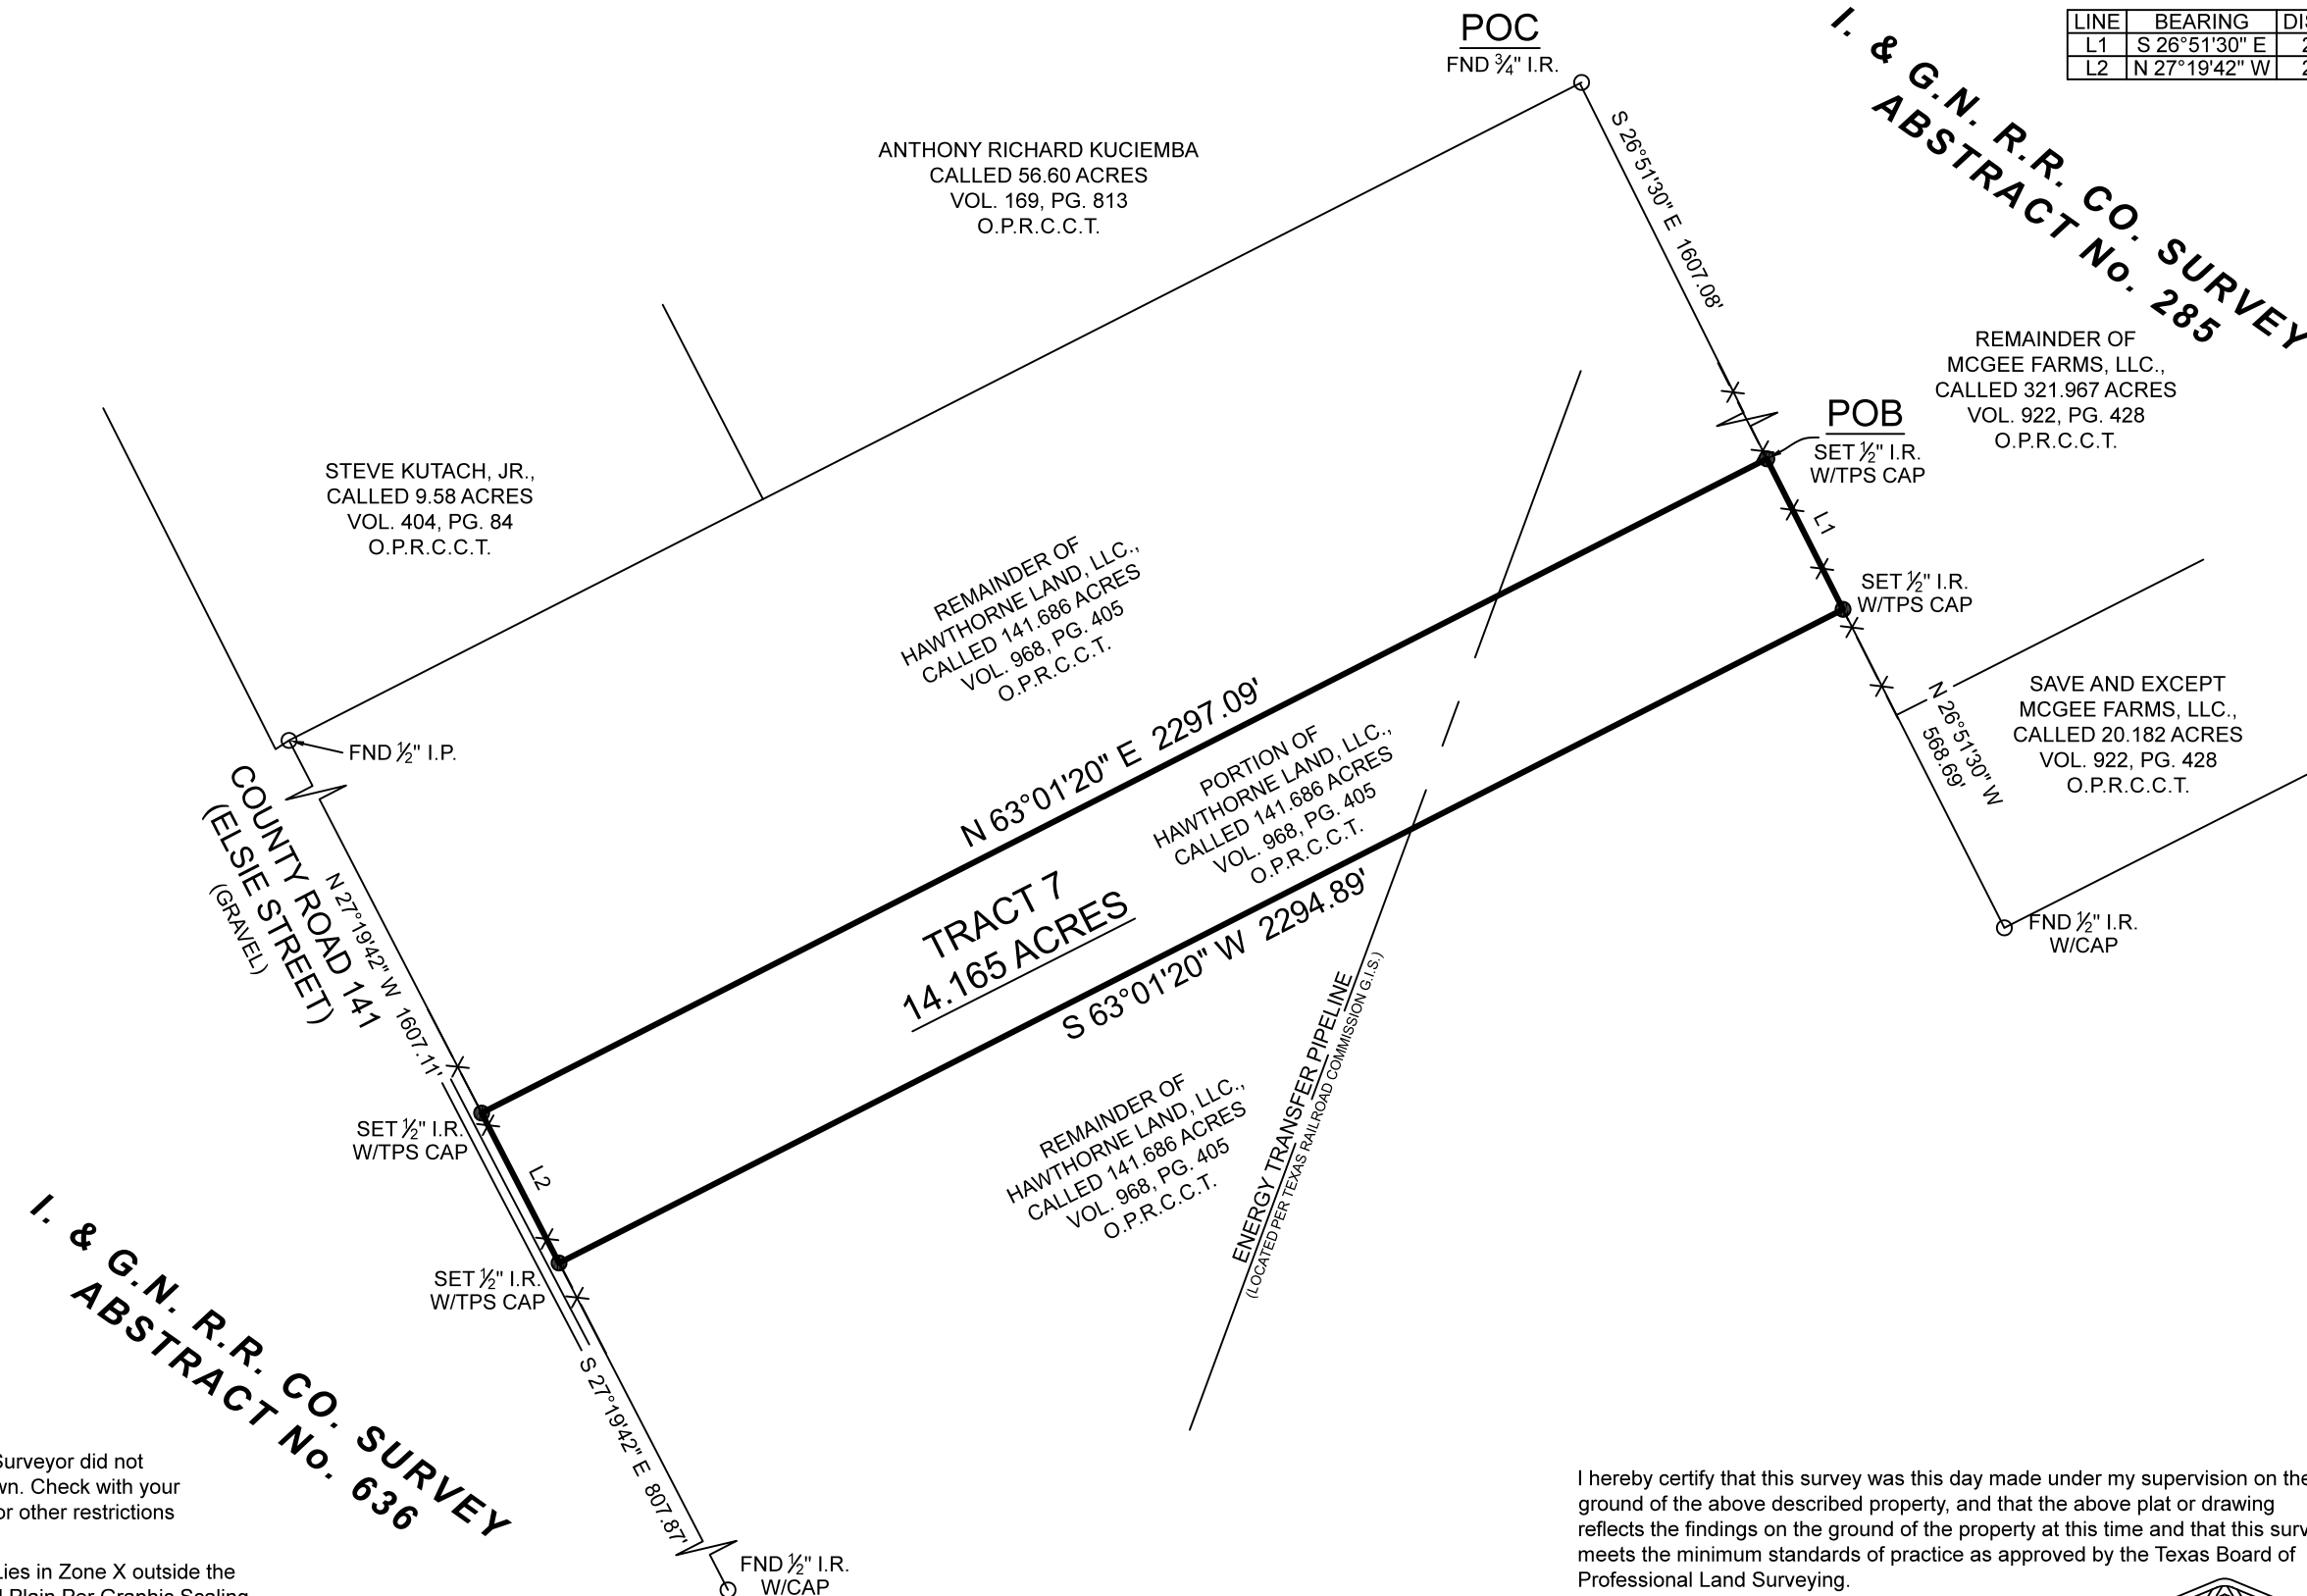 POC
FND 3/4" I.R.
LINE BEARING
L1 S 26°51'30" E
L2 N 27°19'42" W
I. & G.N. R.R. CO. SURVEY
ABSTRACT No. 285
ANTHONY RICHARD KUCIEMBA
CALLED 56.60 ACRES
VOL. 169, PG. 813
O.P.R.C.C.T.
S 26°51'30" E 1607.08'
REMAINDER OF
MCGEE FARMS, LLC.,
CALLED 321.967 ACRES
VOL. 922, PG. 428
O.P.R.C.C.T.
POB
SET 1/2" I.R.
W/TPS CAP
STEVE KUTACH, JR.,
CALLED 9.58 ACRES
VOL. 404, PG. 84
O.P.R.C.C.T.
REMAINDER OF
HAWTHORNE LAND, LLC.,
CALLED 141.686 ACRES
VOL. 968, PG. 405
O.P.R.C.C.T.
L1
SET 1/2" I.R.
W/TPS CAP
N 63°01'20" E 2297.09'
PORTION OF
HAWTHORNE LAND, LLC.,
CALLED 141.686 ACRES
VOL. 968, PG. 405
O.P.R.C.C.T.
N 26°51'30" W
568.69'
SAVE AND EXCEPT
MCGEE FARMS, LLC.,
CALLED 20.182 ACRES
VOL. 922, PG. 428
O.P.R.C.C.T.
FND 1/2" I.P.
COUNTY ROAD 141
(ELSIE STREET)
(GRAVEL)
N 27°19'42" W 1607.11'
TRACT 7
14.165 ACRES
S 63°01'20" W 2294.89'
FND 1/2" I.R.
W/CAP
ENERGY TRANSFER PIPELINE
(LOCATED PER TEXAS RAILROAD COMMISSION G.I.S.)
SET 1/2" I.R.
W/TPS CAP
L2
REMAINDER OF
HAWTHORNE LAND, LLC.,
CALLED 141.686 ACRES
VOL. 968, PG. 405
O.P.R.C.C.T.
SET 1/2" I.R.
W/TPS CAP
I. & G.N. R.R. CO. SURVEY
ABSTRACT No. 636
S 27°19'42" E 807.87'
FND 1/2" I.R.
W/CAP
Surveyor did not
wn. Check with your
or other restrictions
Lies in Zone X outside the
Plain Per Graphic Scaling
I hereby certify that this survey was this day made under my supervision on the
ground of the above described property, and that the above plat or drawing
reflects the findings on the ground of the property at this time and that this surv
meets the minimum standards of practice as approved by the Texas Board of
Professional Land Surveying.